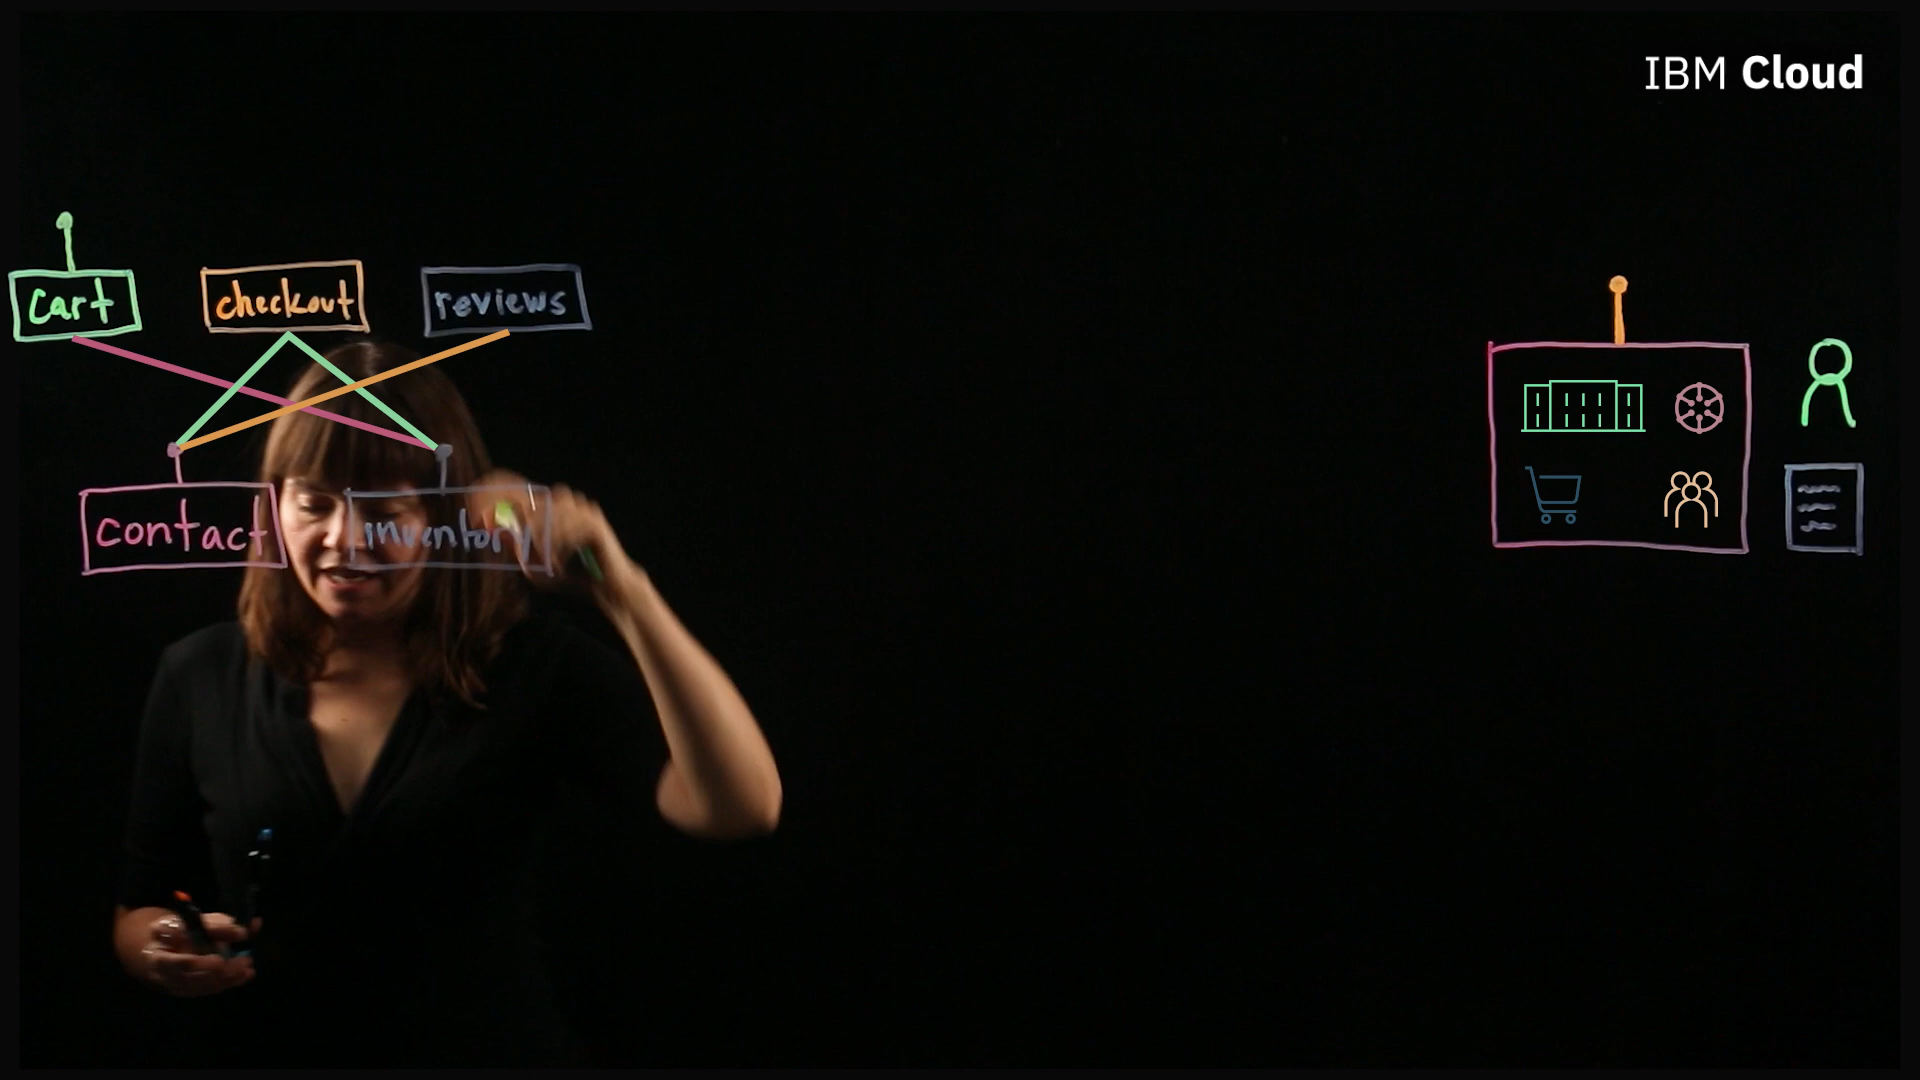 IBM Cloud
cart
checkout
reviews
contact
inventory